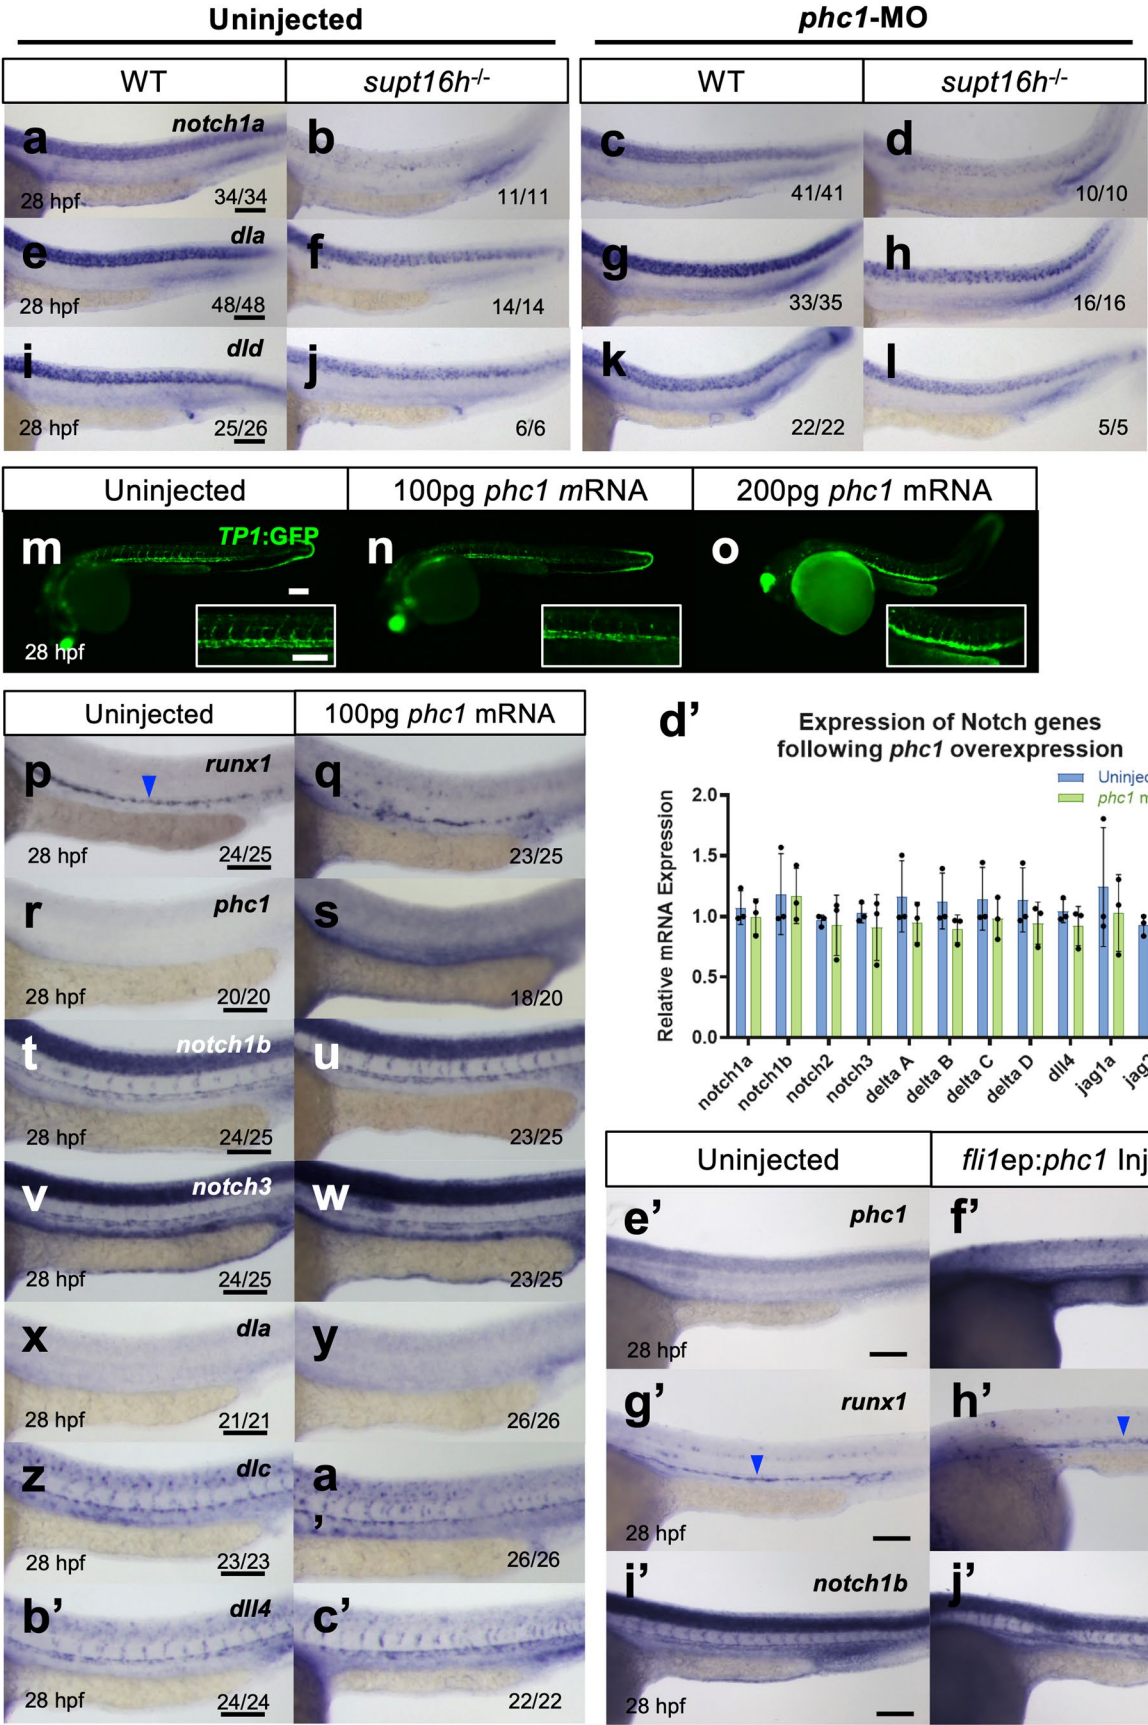 Uninjected
phc1-MO
WT
supt16h-/-
WT
supt16h-/-
a
notch1a
28 hpf
34/34
b
11/11
c
41/41
d
10/10
e
dla
28 hpf
48/48
f
14/14
g
33/35
h
16/16
i
dld
28 hpf
25/26
j
6/6
k
22/22
l
5/5
Uninjected
100pg phc1 mRNA
200pg phc1 mRNA
m
TP1:GFP
28 hpf
n
o
Uninjected
100pg phc1 mRNA
p
runx1
28 hpf
24/25
q
23/25
r
phc1
28 hpf
20/20
s
18/20
t
notch1b
28 hpf
24/25
u
23/25
v
notch3
28 hpf
24/25
w
23/25
x
dla
28 hpf
21/21
y
26/26
z
dlc
28 hpf
23/23
a
’
26/26
b’
dll4
28 hpf
24/24
c’
22/22
d’
Expression of Notch genes
following phc1 overexpression
Uninjec
phc1 m
Relative mRNA Expression
2.0
1.5
1.0
0.5
0.0
notch1a
notch1b
notch2
notch3
delta A
delta B
delta C
delta D
dll4
jag1a
Uninjected
fli1ep:phc1 Inj
e’
phc1
28 hpf
f’
g’
runx1
28 hpf
h’
i’
notch1b
28 hpf
j’